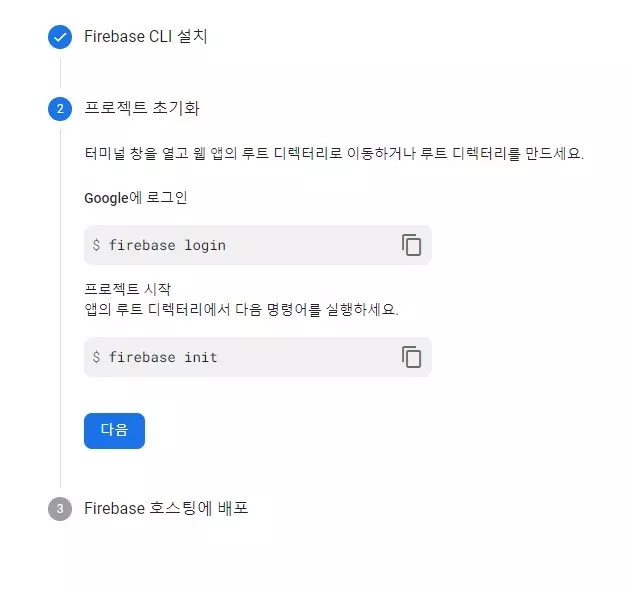 Firebase CLI 설치
2 프로젝트 초기화
터미널 창을 열고 웹 앱의 루트 디렉터리로 이동하거나 루트 디렉터리를 만드세요.
Google에 로그인
$ firebase login
프로젝트 시작
앱의 루트 디렉터리에서 다음 명령어를 실행하세요.
$ firebase init
다음
3 Firebase 호스팅에 배포